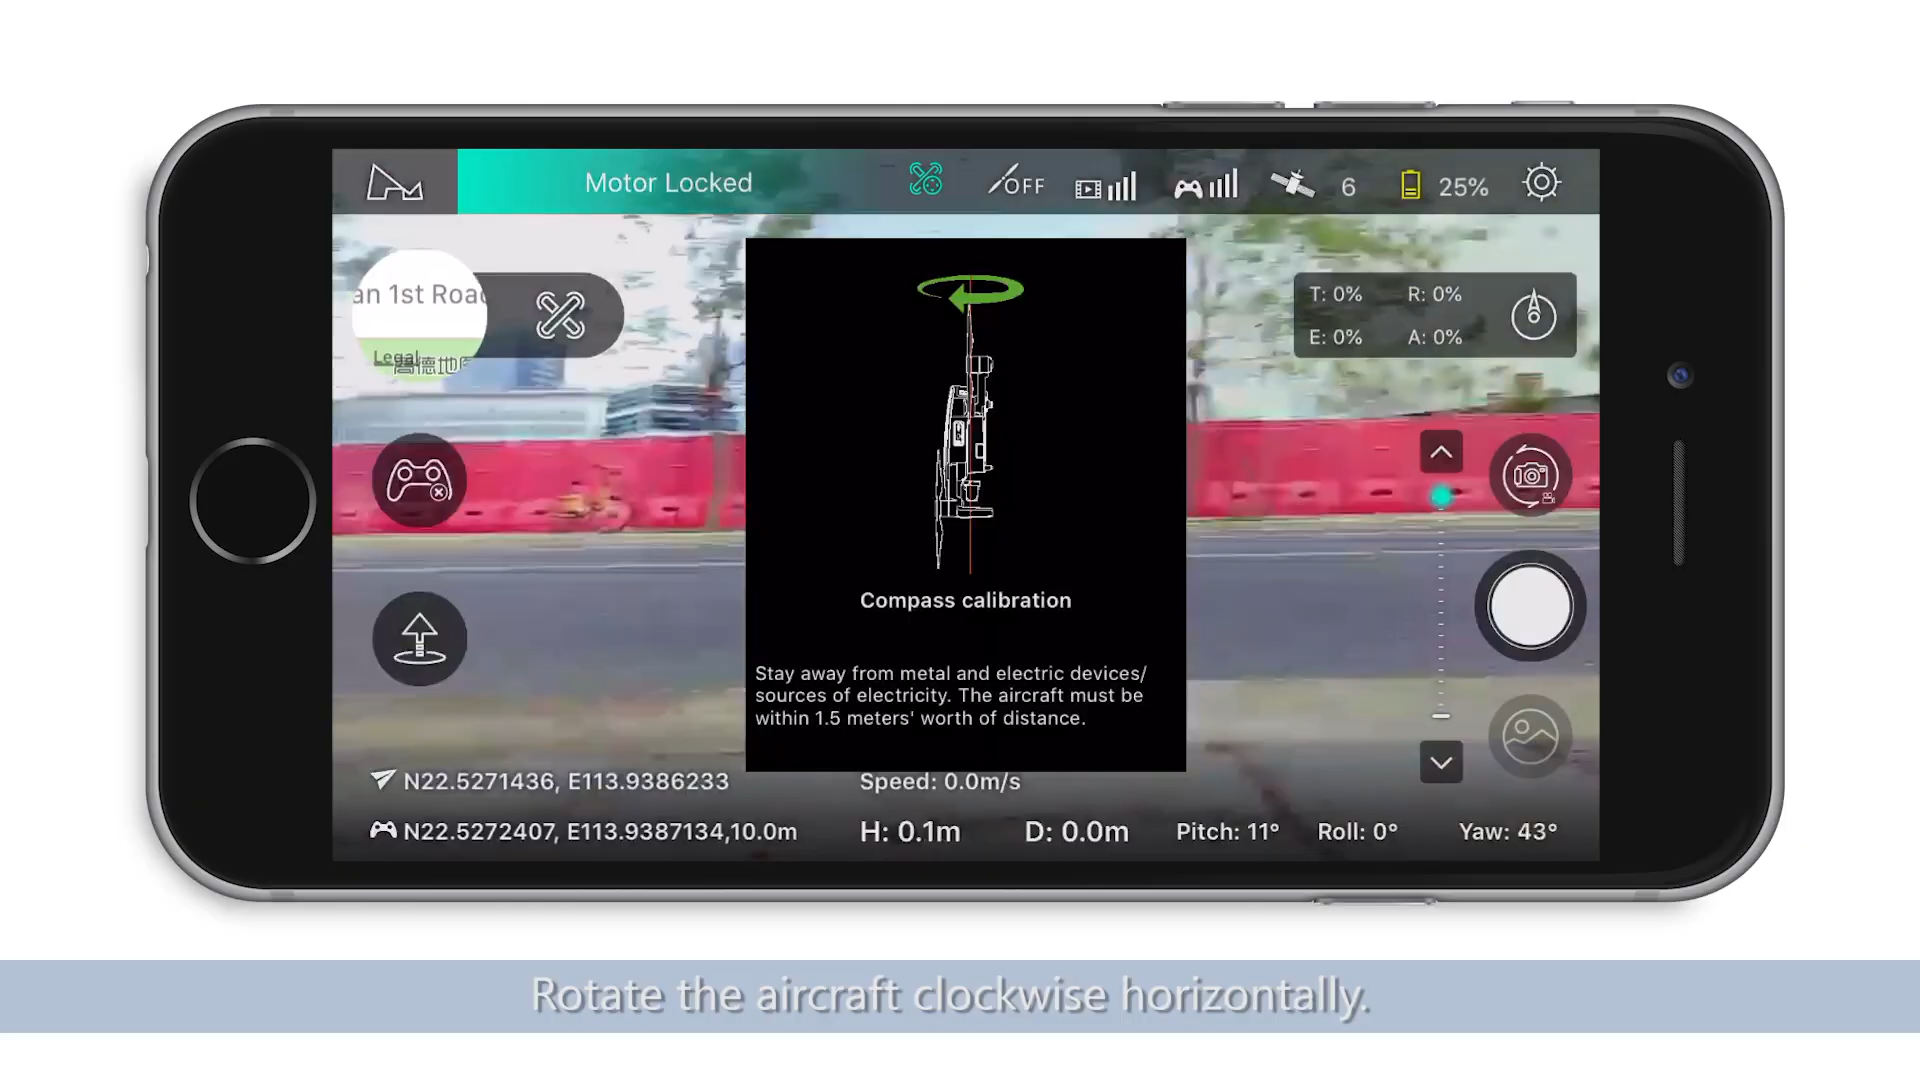 Motor Locked
OFF
6
25%
an 1st Road
Legal
高德地图
T: 0% R: 0%
E: 0% A: 0%
Compass calibration
Stay away from metal and electric devices/
sources of electricity. The aircraft must be
within 1.5 meters' worth of distance.
N22.5271436, E113.9386233
Speed: 0.0m/s
N22.5272407, E113.9387134,10.0m
H: 0.1m
D: 0.0m
Pitch: 11°
Roll: 0°
Yaw: 43°
Rotate the aircraft clockwise horizontally.